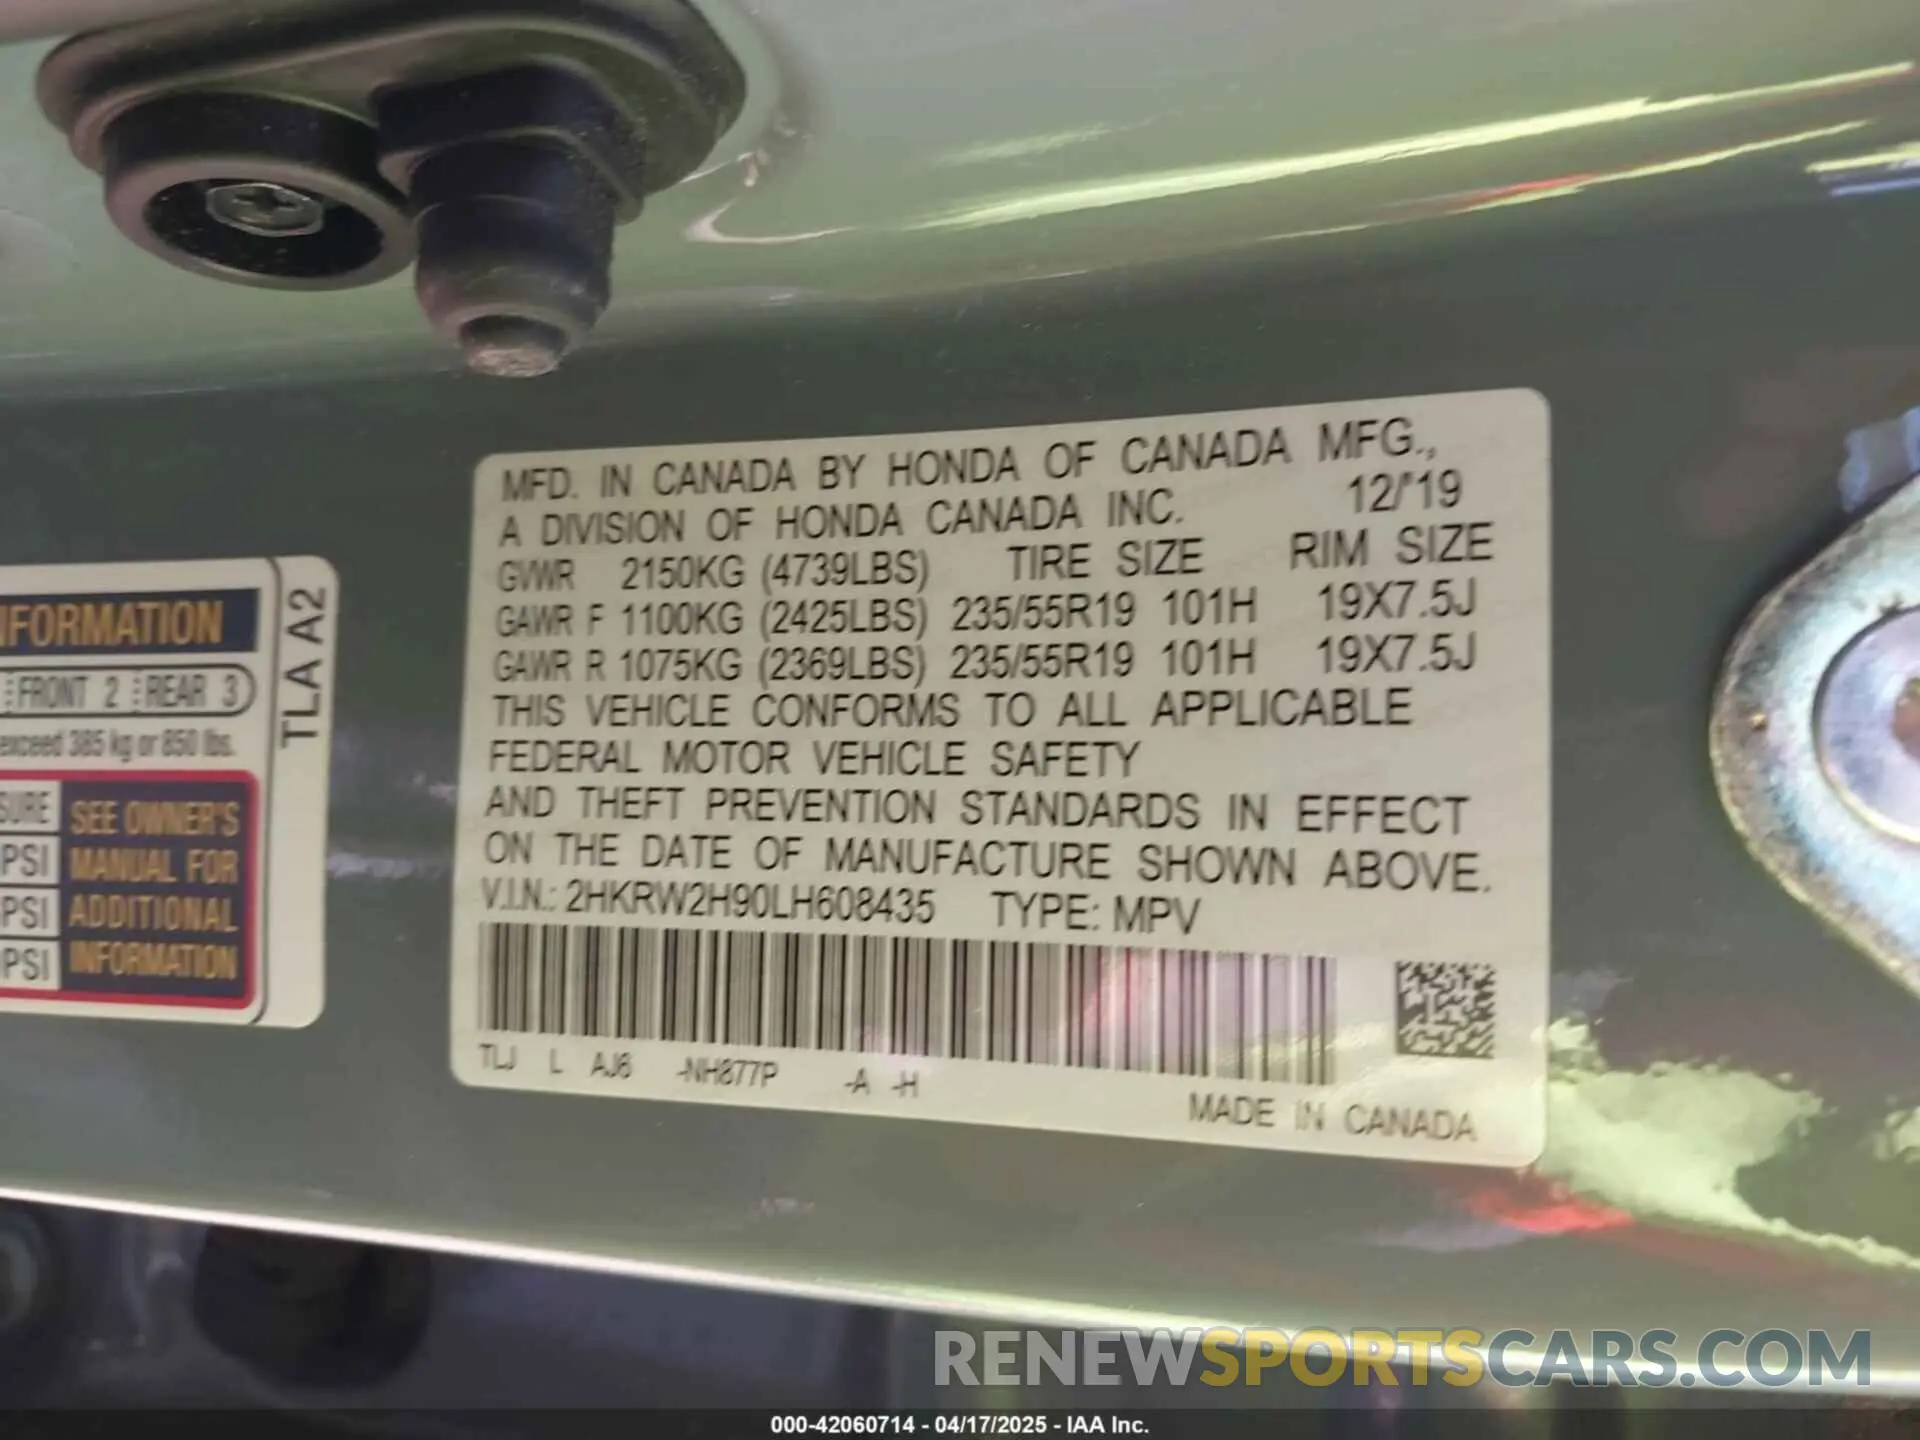 NFORMATION
FRONT 2 REAR 3
exceed 385 kg or 850 lbs.
SURE
PSI
PSI
PSI
SEE OWNER'S
MANUAL FOR
ADDITIONAL
INFORMATION
TLA A2
MFD. IN CANADA BY HONDA OF CANADA MFG.,
A DIVISION OF HONDA CANADA INC. 12/'19
GVWR 2150KG (4739LBS) TIRE SIZE RIM SIZE
GAWR F 1100KG (2425LBS) 235/55R19 101H 19X7.5J
GAWR R 1075KG (2369LBS) 235/55R19 101H 19X7.5J
THIS VEHICLE CONFORMS TO ALL APPLICABLE
FEDERAL MOTOR VEHICLE SAFETY
AND THEFT PREVENTION STANDARDS IN EFFECT
ON THE DATE OF MANUFACTURE SHOWN ABOVE.
V.I.N.: 2HKRW2H90LH608435 TYPE: MPV
TLJ L AJ6 -NH877P -A -H
MADE IN CANADA
RENEWSPORTSCARS.COM
000-42060714 - 04/17/2025 - IAA Inc.